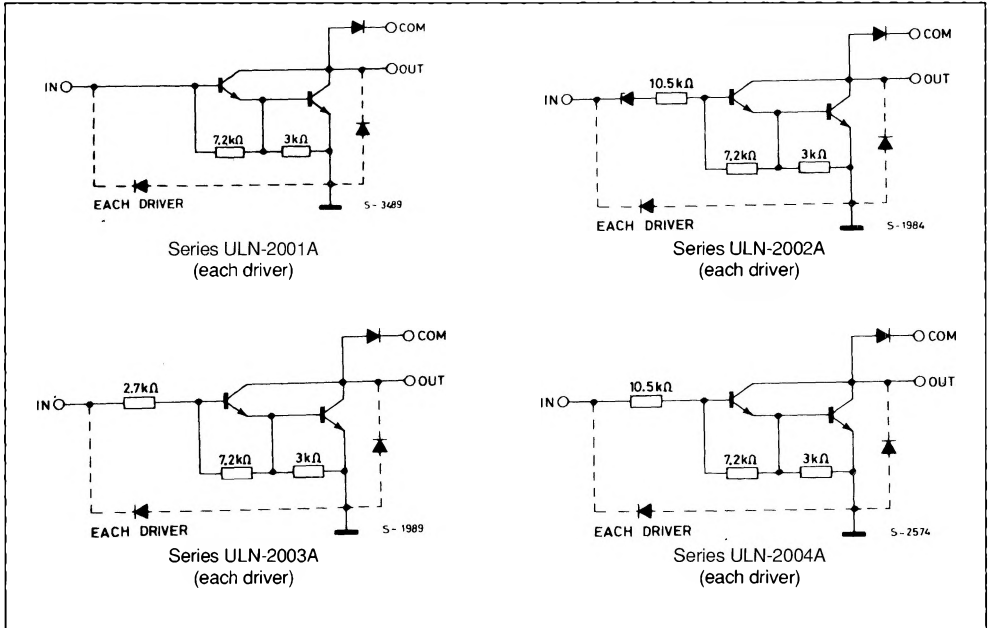 COM
OUT
IN
7.2kΩ
3kΩ
EACH DRIVER
S-3489
Series ULN-2001A
(each driver)
COM
OUT
10.5kΩ
IN
7.2kΩ
3kΩ
EACH DRIVER
S-1984
Series ULN-2002A
(each driver)
COM
OUT
2.7kΩ
IN
7.2kΩ
3kΩ
EACH DRIVER
S-1989
Series ULN-2003A
(each driver)
COM
OUT
10.5kΩ
IN
7.2kΩ
3kΩ
EACH DRIVER
S-2574
Series ULN-2004A
(each driver)